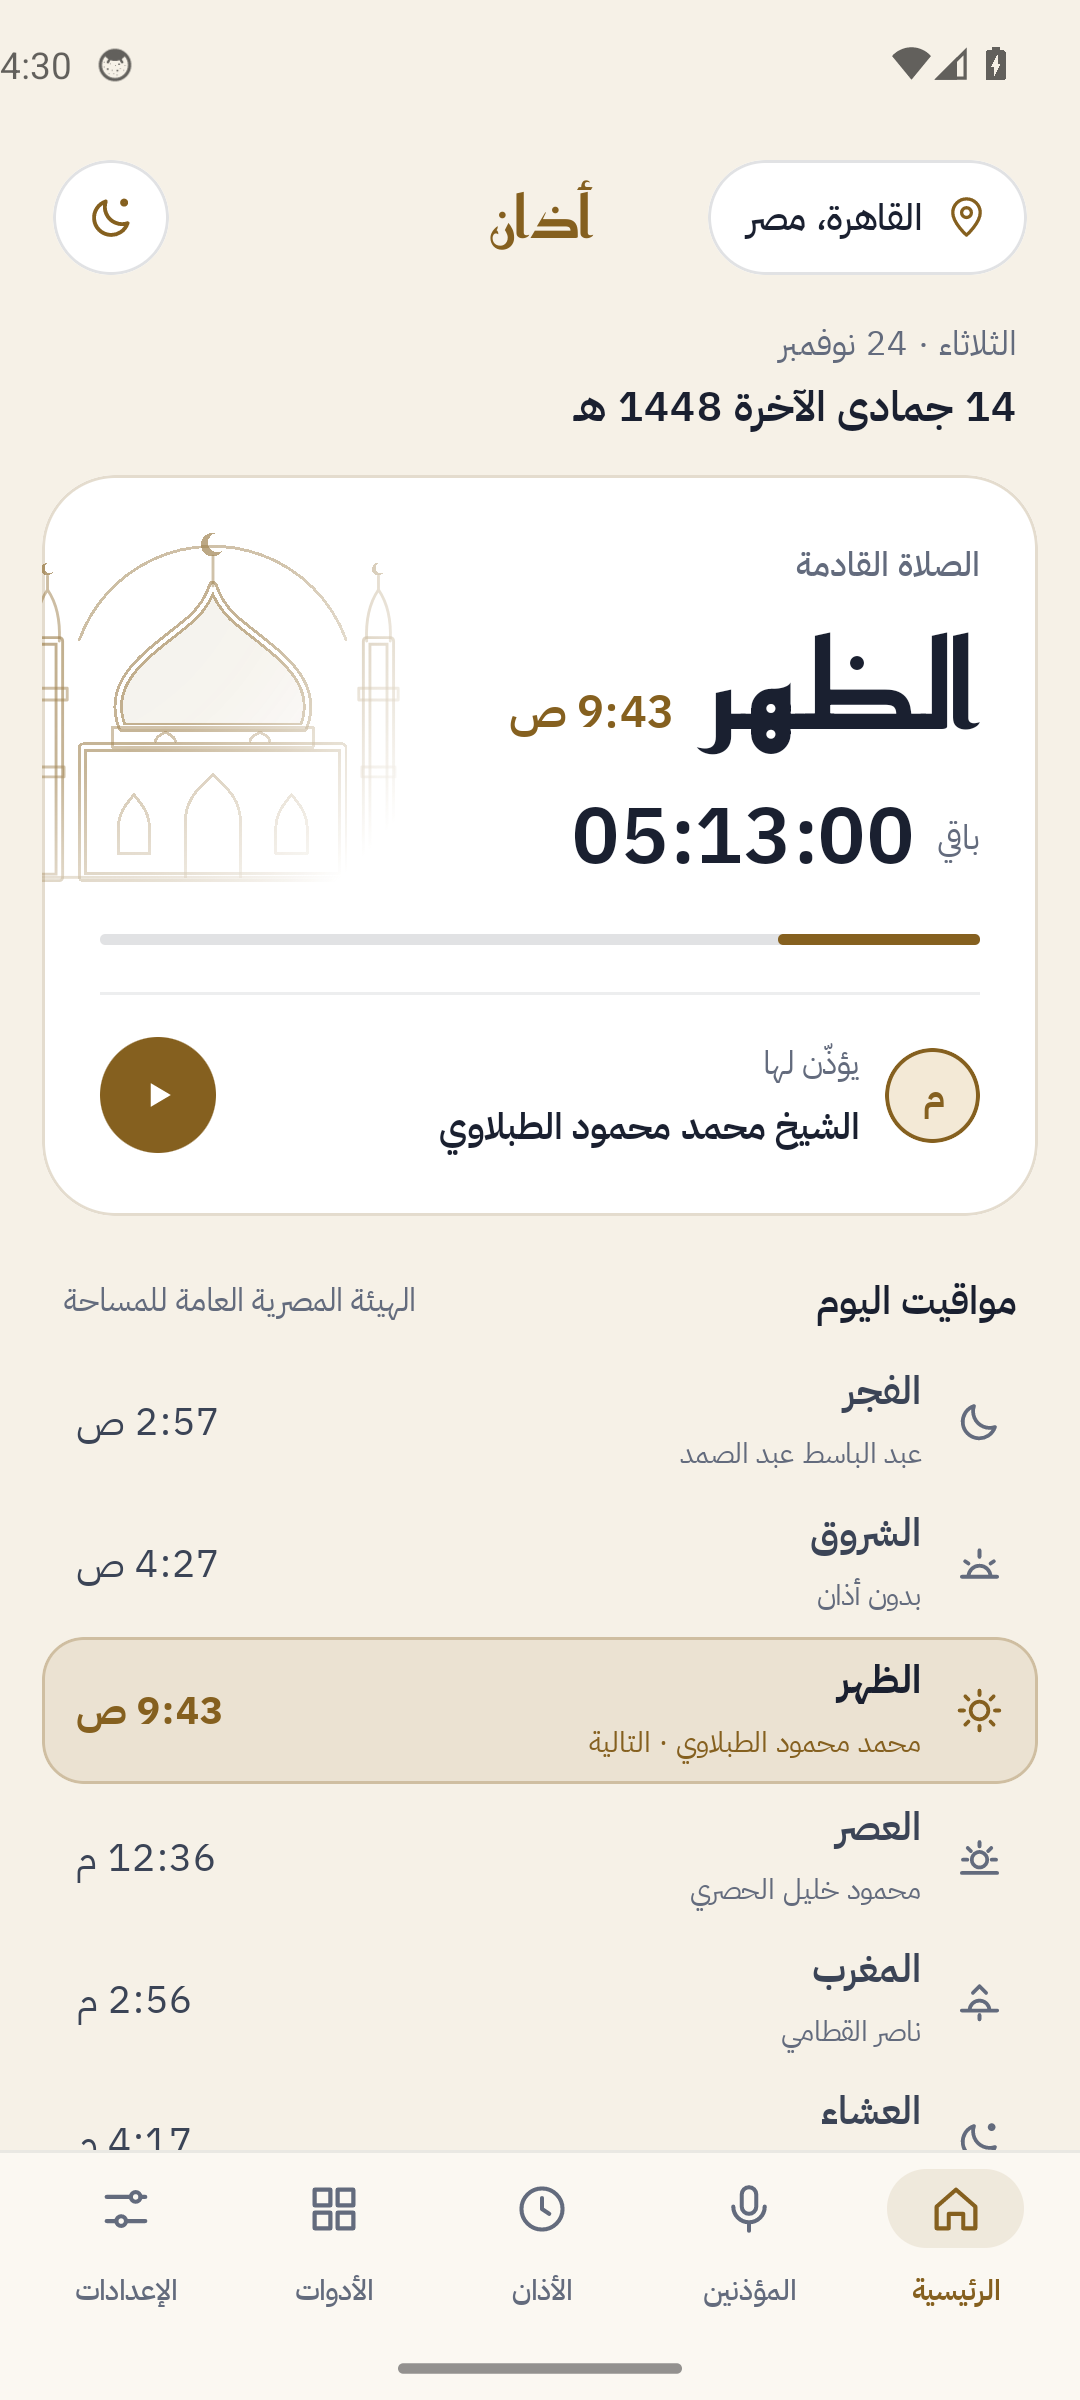 4:30
القاهرة، مصر
أذان
الثلاثاء · 24 نوفمبر
14 جمادى الآخرة 1448 هـ
الصلاة القادمة
الظهر 9:43 ص
باقي 05:13:00
يؤذّن لها
م
الشيخ محمد محمود الطبلاوي
مواقيت اليوم
الهيئة المصرية العامة للمساحة
الفجر
2:57 ص
عبد الباسط عبد الصمد
الشروق
4:27 ص
بدون أذان
الظهر
9:43 ص
محمد محمود الطبلاوي · التالية
العصر
12:36 م
محمود خليل الحصري
المغرب
2:56 م
ناصر القطامي
العشاء
4:17 م
الرئيسية
المؤذنين
الأذان
الأدوات
الإعدادات